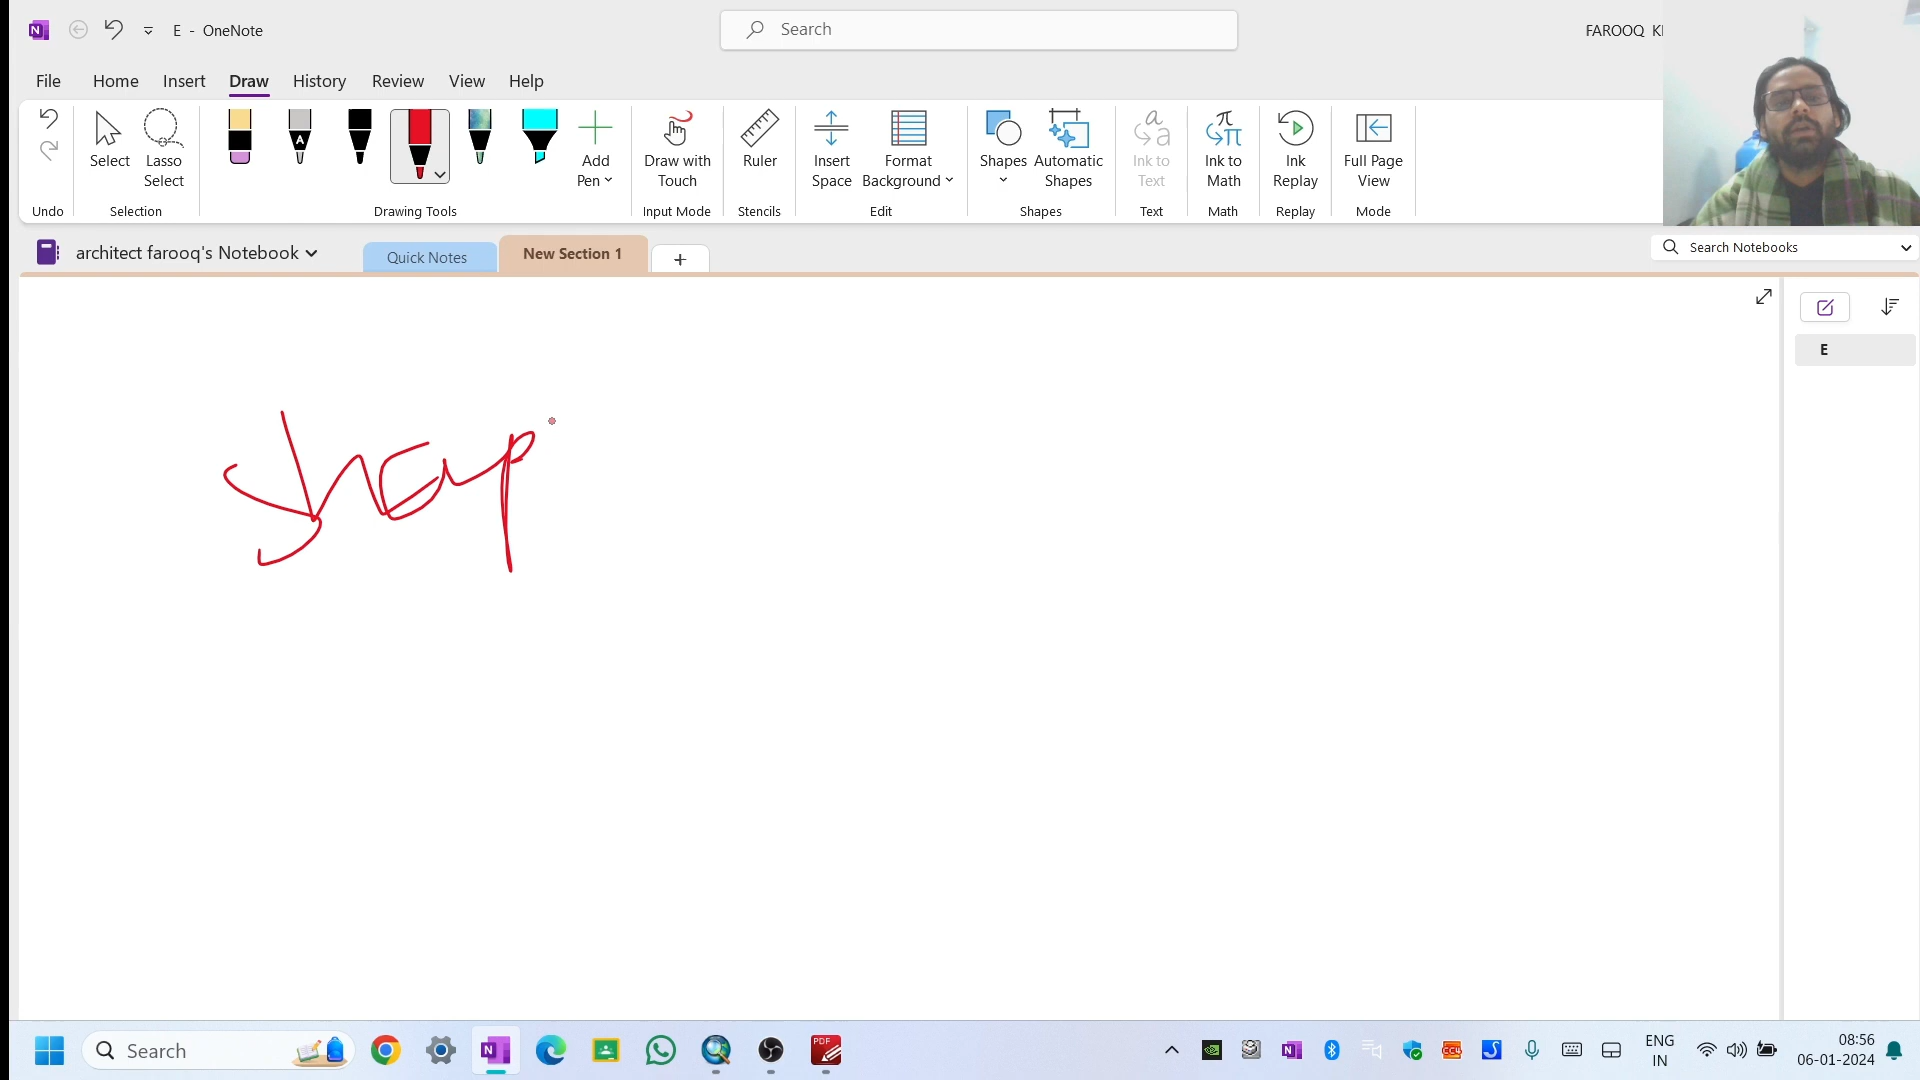 E - OneNote
Search
FAROOQ
File Home Insert Draw History Review View Help
Select
Lasso Select
Add Pen
Draw with Touch
Ruler
Insert Space
Format Background
Shapes
Automatic Shapes
Ink to Text
Ink to Math
Ink Replay
Full Page View
Undo Selection Drawing Tools Input Mode Stencils Edit Shapes Text Math Replay Mode
architect farooq's Notebook
Quick Notes
New Section 1
Search Notebooks
E
Search
PDF
ENG
IN
08:56
06-01-2024